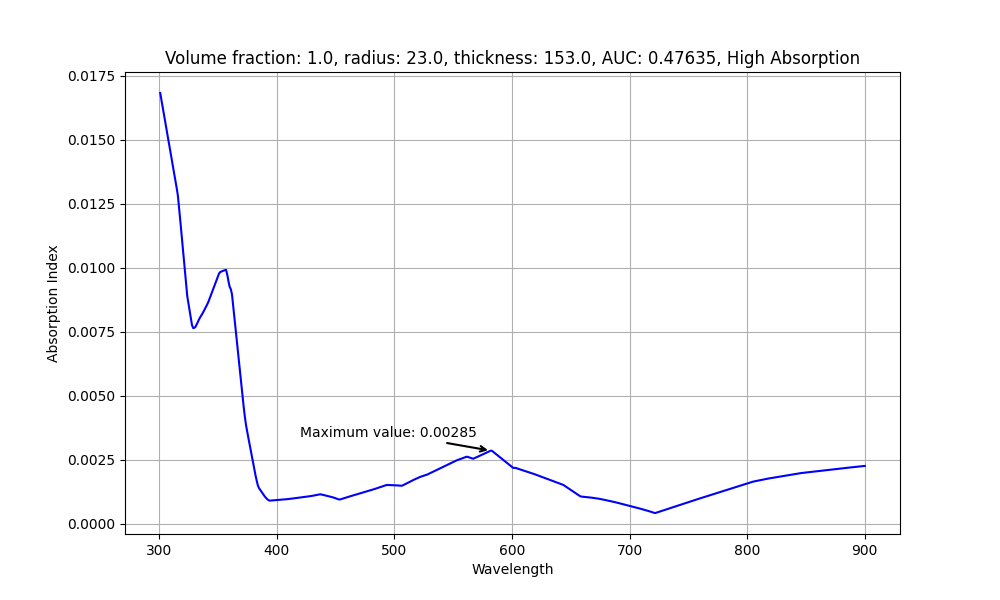 Volume fraction: 1.0, radius: 23.0, thickness: 153.0, AUC: 0.47635, High Absorption
0.0175
0.0150
0.0125
0.0100
0.0075
0.0050
0.0025
0.0000
Absorption Index
Maximum value: 0.00285
300 400 500 600 700 800 900
Wavelength